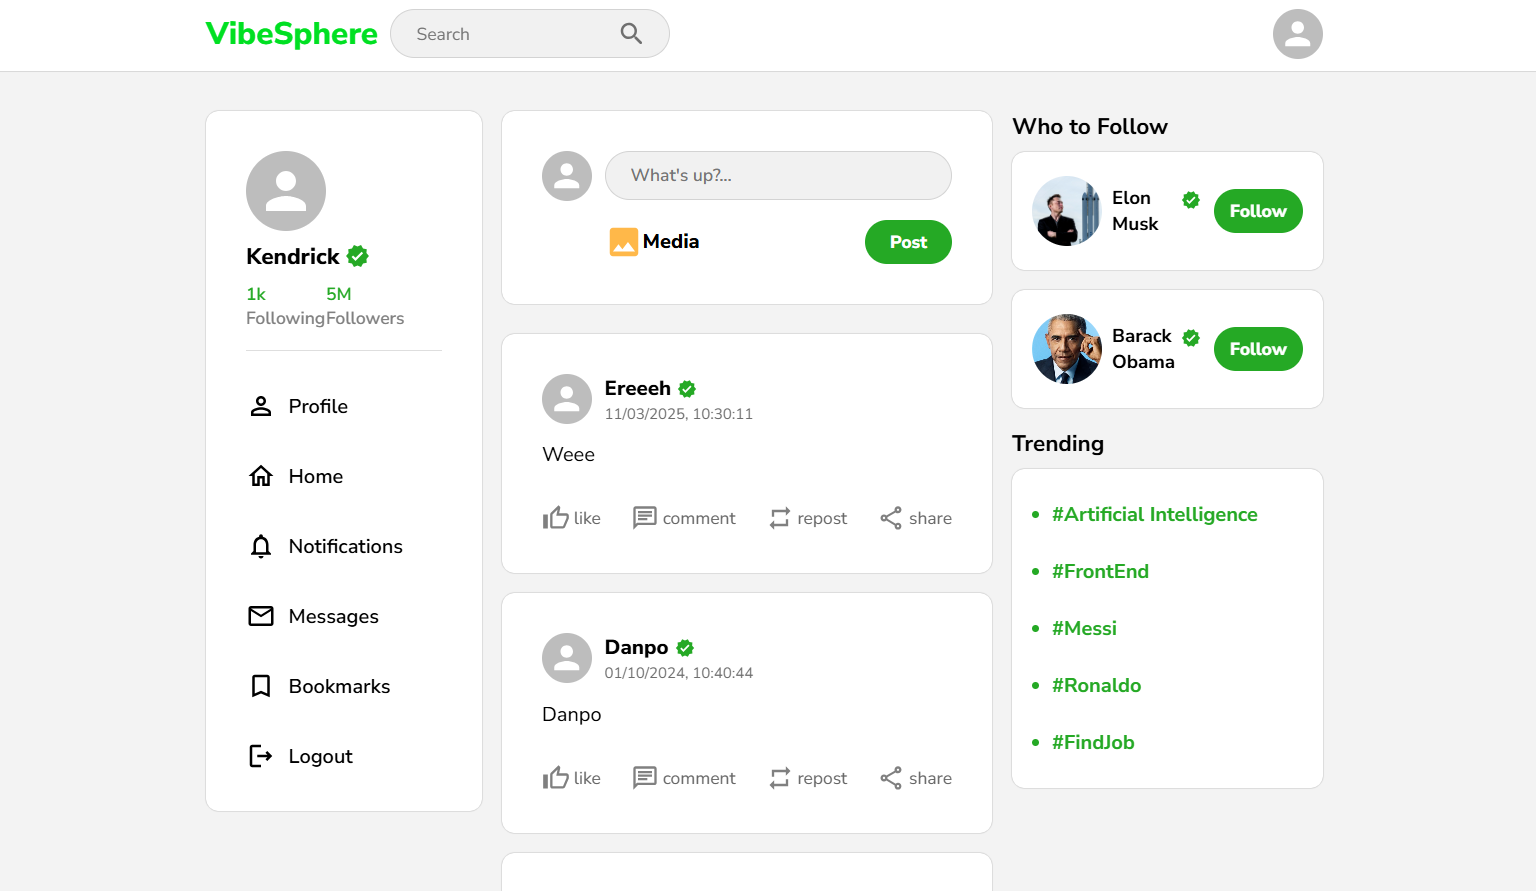 VibeSphere
Search
Kendrick
1k 5M
Following Followers
Profile
Home
Notifications
Messages
Bookmarks
Logout
What's up?...
Media
Post
Ereeeh
11/03/2025, 10:30:11
Weee
like comment repost share
Danpo
01/10/2024, 10:40:44
Danpo
like comment repost share
Who to Follow
Elon
Musk
Follow
Barack
Obama
Follow
Trending
#Artificial Intelligence
#FrontEnd
#Messi
#Ronaldo
#FindJob